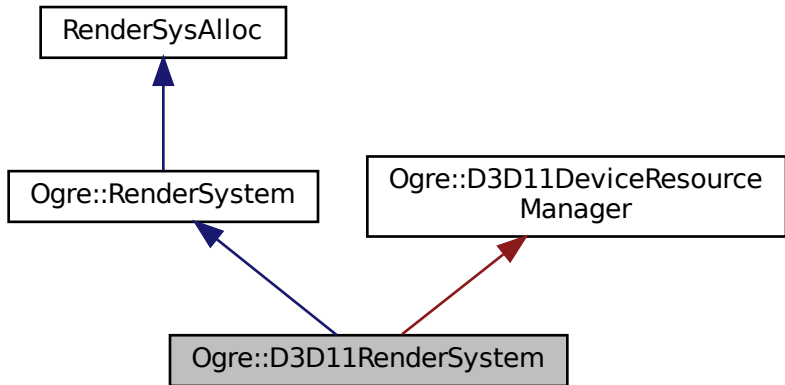 RenderSysAlloc
Ogre::RenderSystem
Ogre::D3D11DeviceResource
Manager
Ogre::D3D11RenderSystem